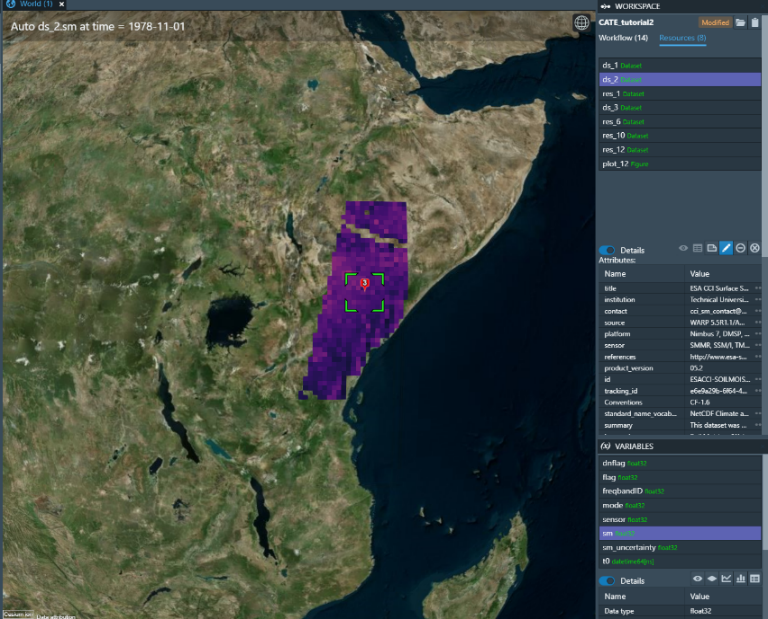 World (1) ×
Auto ds_2.sm at time = 1978-11-01
3
WORKSPACE
CATE_tutorial2
Modified
Workflow (14)
Resources (8)
ds_1 Dataset
ds_2 Dataset
res_1 Dataset
ds_3 Dataset
res_6 Dataset
res_10 Dataset
res_12 Dataset
plot_12 Figure
Details
Attributes:
Name Value
title ESA CCI Surface S...
institution Technical Universi...
contact cci_sm_contact@...
source WARP 5.5R1.1/A...
platform Nimbus 7, DMSP, ...
sensor SMMR, SSM/I, TM...
references http://www.esa-s...
product_version 05.2
id ESACCI-SOILMOIS...
tracking_id e6e9a29b-6f64-4...
Conventions CF-1.6
standard_name_vocab... NetCDF Climate a...
summary This dataset was ...
(x) VARIABLES
dnflag float32
flag float32
freqbandID float32
mode float32
sensor float32
sm float32
sm_uncertainty float32
t0 datetime64[ns]
Details
Name Value
Data type float32
Data attribution